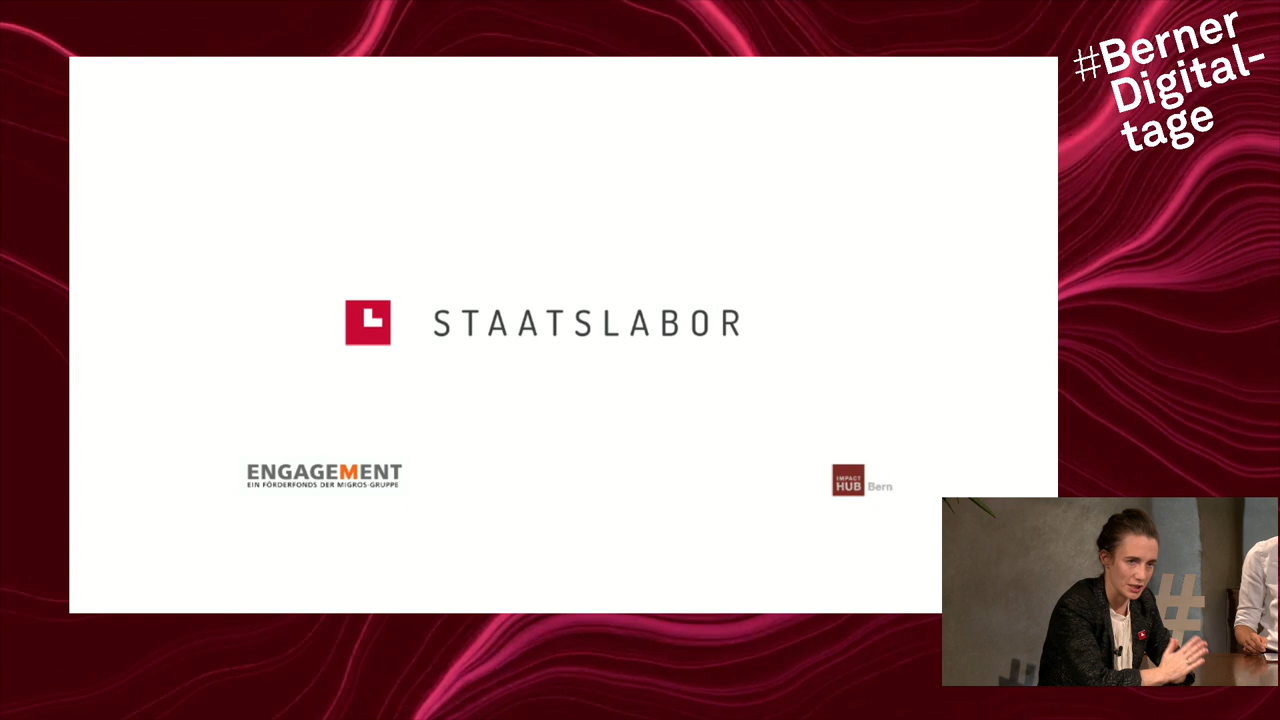 #Berner
Digital-
tage
STAATSLABOR
ENGAGEMENT
EIN FÖRDERFONDS DER MIGROS-GRUPPE
IMPACT
HUB Bern
#